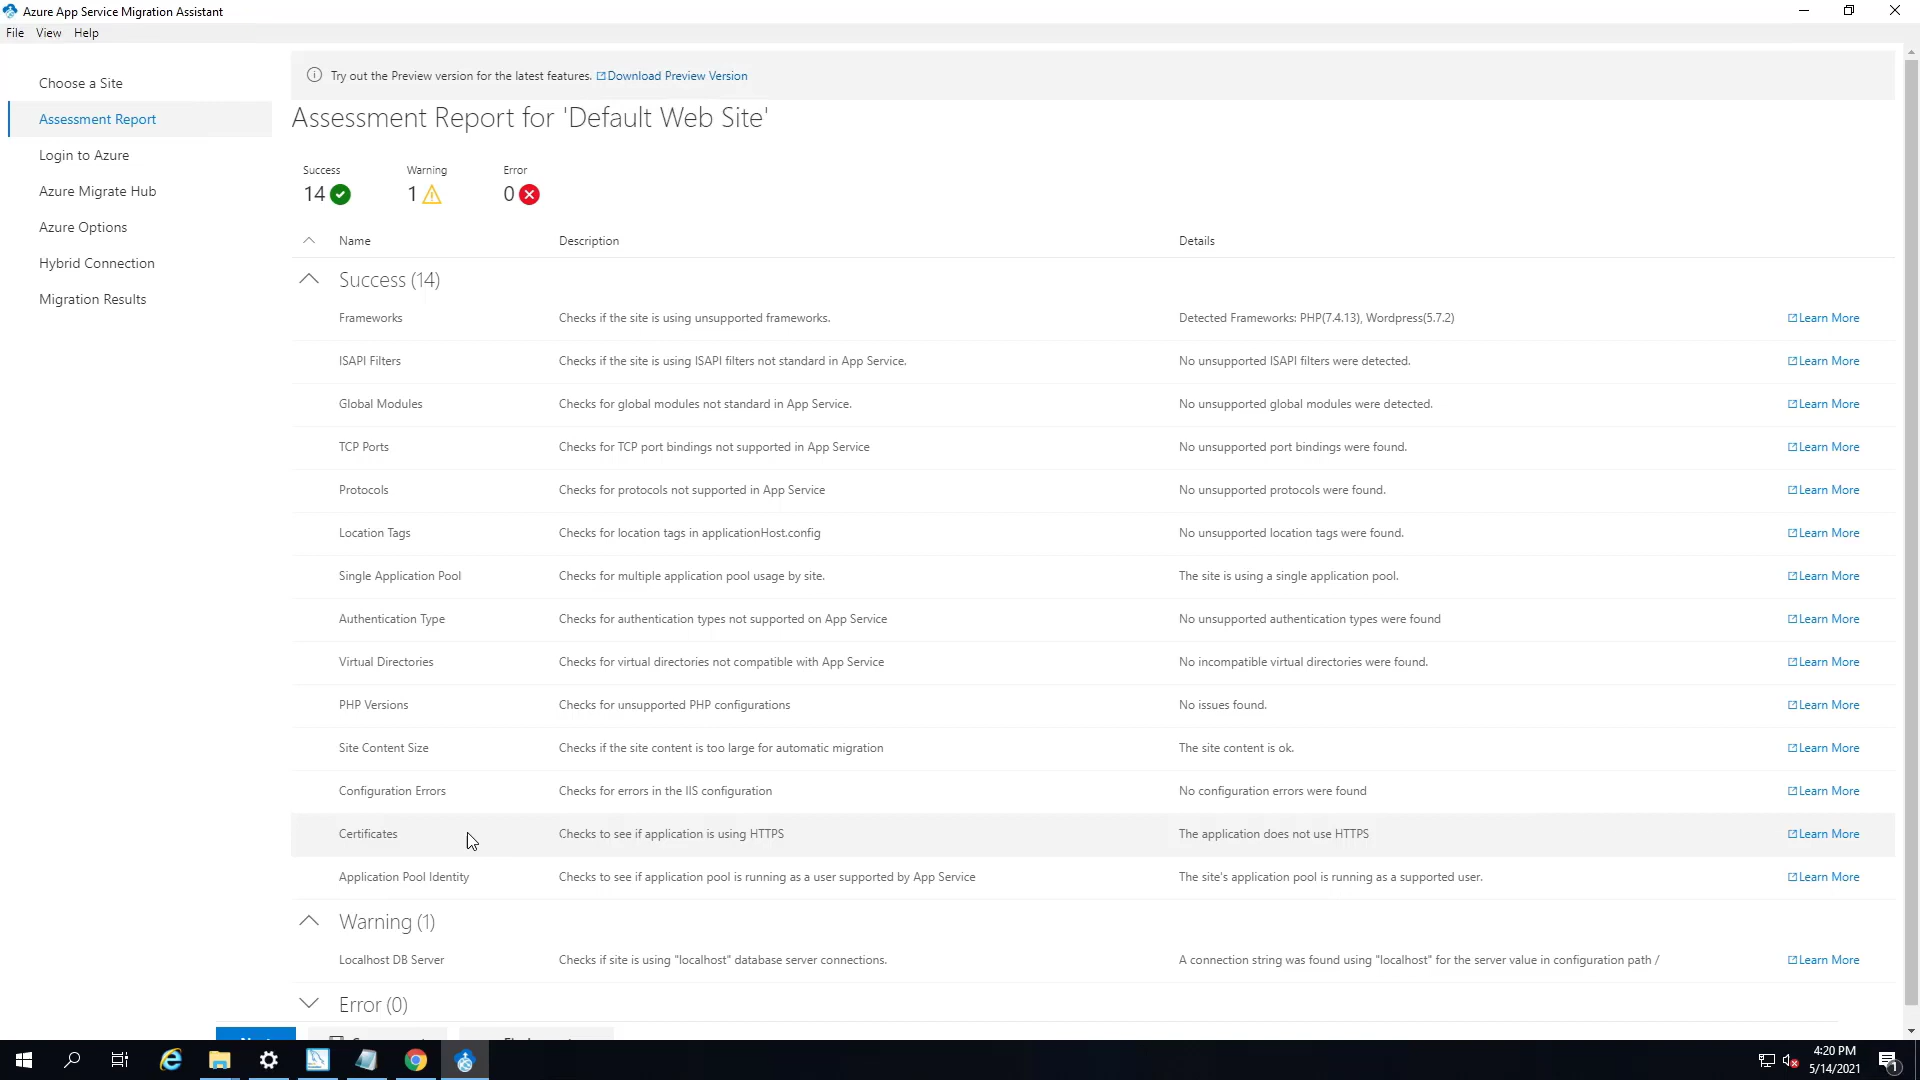 Azure App Service Migration Assistant
File View Help
Choose a Site
Assessment Report
Login to Azure
Azure Migrate Hub
Azure Options
Hybrid Connection
Migration Results
Try out the Preview version for the latest features. Download Preview Version
Assessment Report for 'Default Web Site'
Success Warning Error
14 1 0
Name Description Details
Success (14)
Frameworks Checks if the site is using unsupported frameworks. Detected Frameworks: PHP(7.4.13), Wordpress(5.7.2) Learn More
ISAPI Filters Checks if the site is using ISAPI filters not standard in App Service. No unsupported ISAPI filters were detected. Learn More
Global Modules Checks for global modules not standard in App Service. No unsupported global modules were detected. Learn More
TCP Ports Checks for TCP port bindings not supported in App Service No unsupported port bindings were found. Learn More
Protocols Checks for protocols not supported in App Service No unsupported protocols were found. Learn More
Location Tags Checks for location tags in applicationHost.config No unsupported location tags were found. Learn More
Single Application Pool Checks for multiple application pool usage by site. The site is using a single application pool. Learn More
Authentication Type Checks for authentication types not supported on App Service No unsupported authentication types were found Learn More
Virtual Directories Checks for virtual directories not compatible with App Service No incompatible virtual directories were found. Learn More
PHP Versions Checks for unsupported PHP configurations No issues found. Learn More
Site Content Size Checks if the site content is too large for automatic migration The site content is ok. Learn More
Configuration Errors Checks for errors in the IIS configuration No configuration errors were found Learn More
Certificates Checks to see if application is using HTTPS The application does not use HTTPS Learn More
Application Pool Identity Checks to see if application pool is running as a user supported by App Service The site's application pool is running as a supported user. Learn More
Warning (1)
Localhost DB Server Checks if site is using "localhost" database server connections. A connection string was found using "localhost" for the server value in configuration path / Learn More
Error (0)
4:20 PM
5/14/2021
1